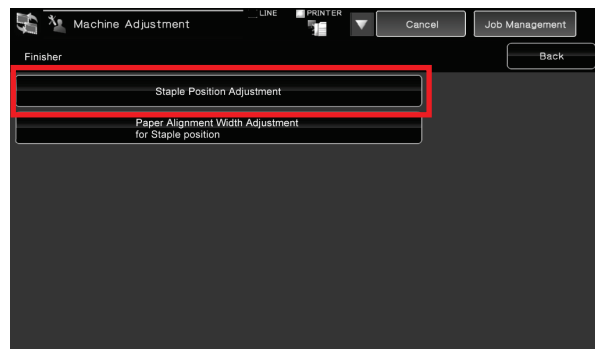 Machine Adjustment
LINE
PRINTER
Cancel
Job Management
Finisher
Back
Staple Position Adjustment
Paper Alignment Width Adjustment
for Staple position